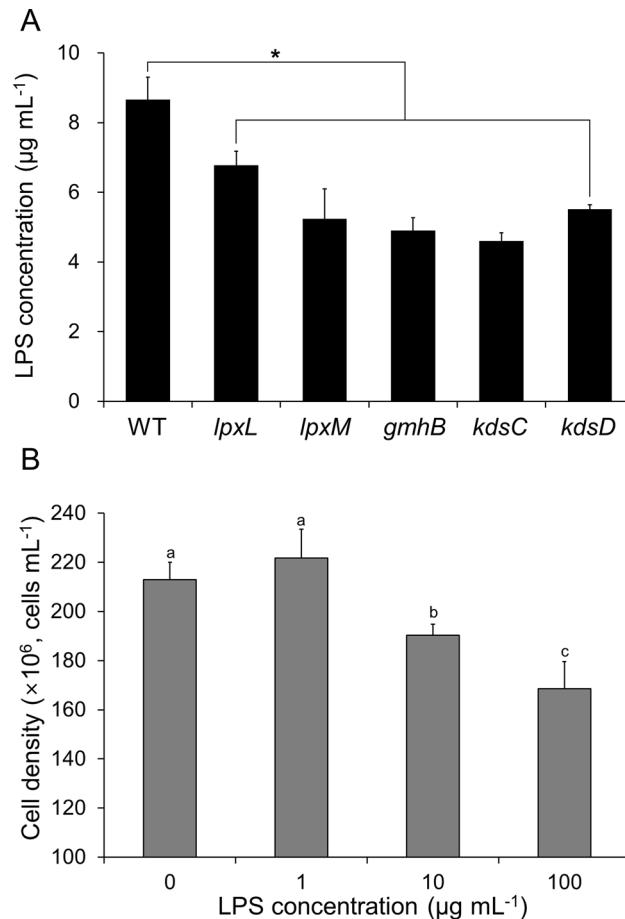 A
LPS concentration (µg mL⁻¹)
10
8
6
4
2
0
*
WT lpxL lpxM gmhB kdsC kdsD
B
Cell density (×10⁶, cells mL⁻¹)
240
220
200
180
160
140
120
100
a a b c
0 1 10 100
LPS concentration (µg mL⁻¹)